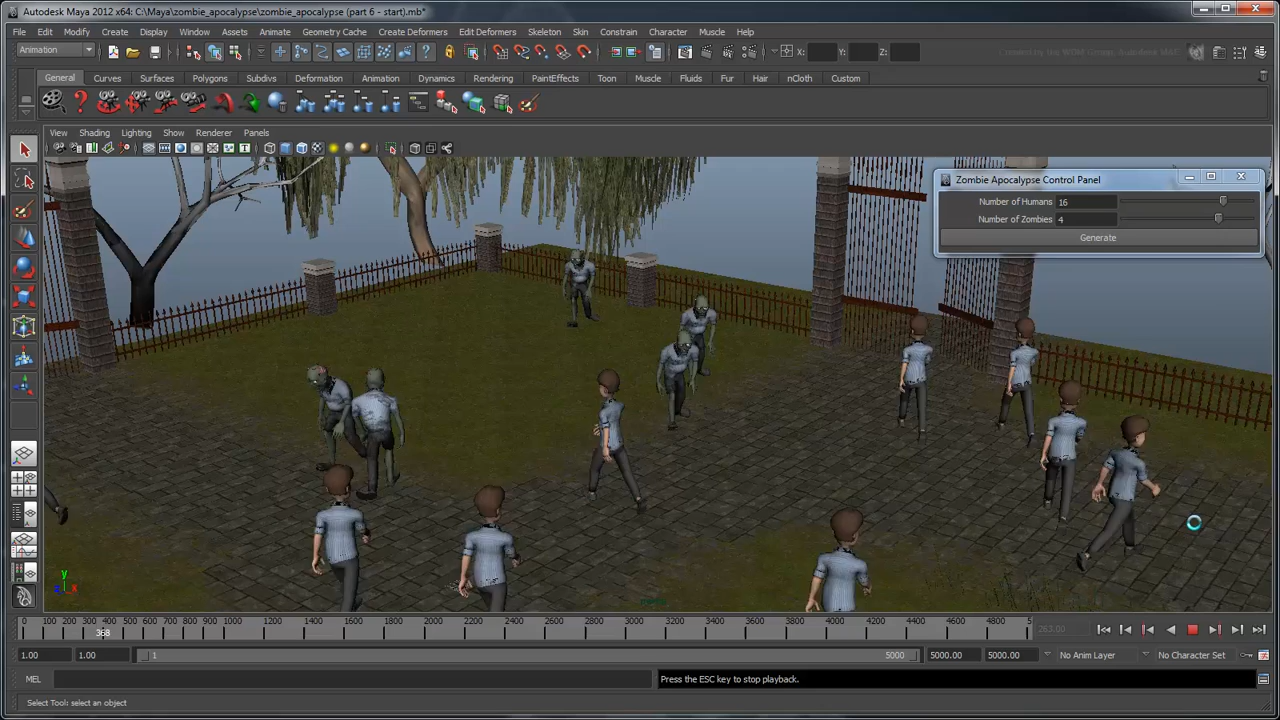 Autodesk Maya 2012 x64: C:\Maya\zombie_apocalypse\zombie_apocalypse (part 6 - start).mb*
File Edit Modify Create Display Window Assets Animate Geometry Cache Create Deformers Edit Deformers Skeleton Skin Constrain Character Muscle Help
Animation X: Y: Z:
General Curves Surfaces Polygons Subdivs Deformation Animation Dynamics Rendering PaintEffects Toon Muscle Fluids Fur Hair nCloth Custom
View Shading Lighting Show Renderer Panels
Zombie Apocalypse Control Panel
Number of Humans 16
Number of Zombies 4
Generate
y
z x
0 100 200 300 400 500 600 700 800 900 1000 1200 1400 1600 1800 2000 2200 2400 2600 2800 3000 3200 3400 3600 3800 4000 4200 4400 4600 4800 5
368
263.00
1.00 1.00 1 5000 5000.00 5000.00 No Anim Layer No Character Set
MEL Press the ESC key to stop playback.
Select Tool: select an object